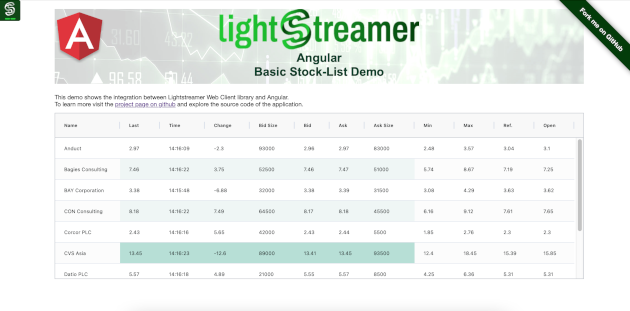 lightstreamer
Fork me on GitHub
Angular
Basic Stock-List Demo
This demo shows the integration between Lightstreamer Web Client library and Angular.
To learn more visit the project page on github and explore the source code of the application.
Name Last Time Change Bid Size Bid Ask Ask Size Min Max Ref. Open
Anduct 2.97 14:16:09 -2.3 93000 2.96 2.97 83000 2.48 3.57 3.04 3.1
Bagies Consulting 7.46 14:16:22 3.75 52500 7.46 7.47 51000 5.74 8.67 7.19 7.25
BAY Corporation 3.38 14:15:48 -6.88 32000 3.38 3.39 31500 3.08 4.29 3.63 3.63
CON Consulting 8.18 14:16:22 7.49 64500 8.17 8.18 45500 6.16 9.12 7.61 7.65
Corcor PLC 2.43 14:16:16 5.65 42000 2.43 2.44 5500 1.85 2.76 2.3 2.3
CVS Asia 13.45 14:16:23 -12.6 89000 13.41 13.45 93500 12.4 18.45 15.39 15.85
Datio PLC 5.57 14:16:18 4.89 21000 5.55 5.57 8500 4.25 6.36 5.31 5.31